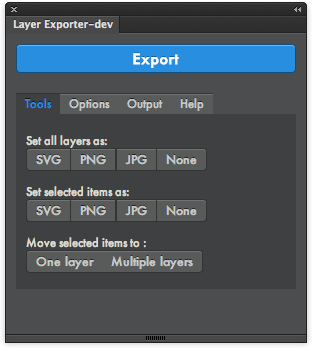 Layer Exporter-dev
Export
Tools Options Output Help
Set all layers as:
SVG PNG JPG None
Set selected items as:
SVG PNG JPG None
Move selected items to :
One layer Multiple layers